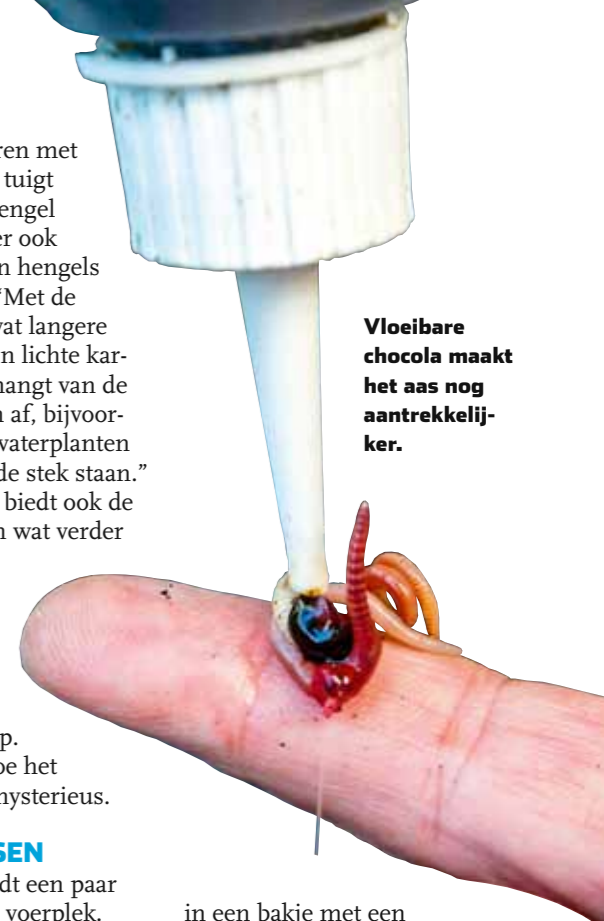 ren met
tuigt
engel
er ook
n hengels
“Met de
wat langere
n lichte kar-
hangt van de
n af, bijvoor-
waterplanten
de stek staan.”
biedt ook de
n wat verder
p.
oe het
mysterieus.
SEN
dt een paar
voerplek.
Vloeibare
chocola maakt
het aas nog
aantrekkelij-
ker.
in een bakje met een